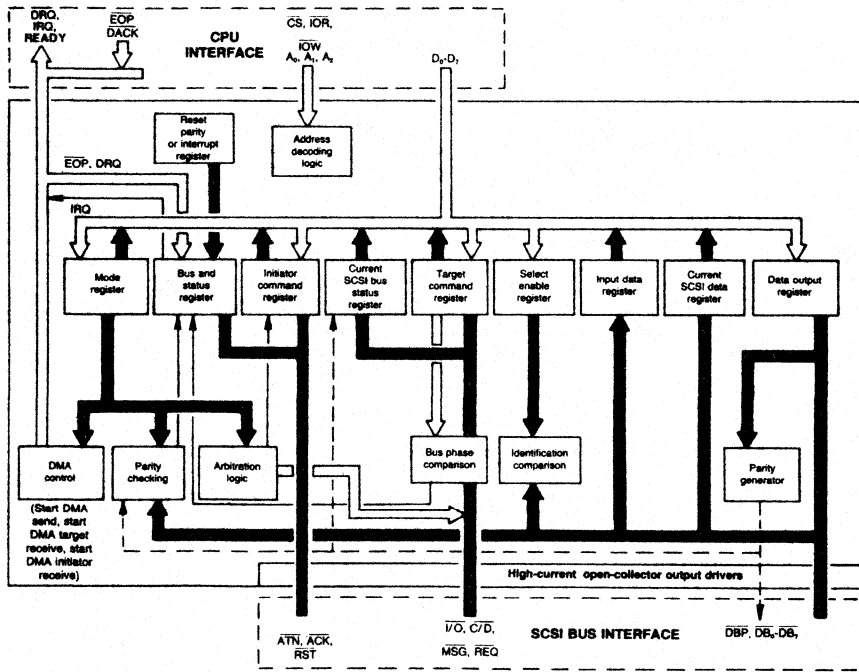 DRQ,
IRQ,
READY
EOP
DACK
CPU
INTERFACE
CS, IOR,
IOW
A₀, A₁, A₂
D₀-D₇
Reset
parity
or interrupt
register
Address
decoding
logic
EOP, DRQ
IRQ
Mode
register
Bus and
status
register
Initiator
command
register
Current
SCSI bus
status
register
Target
command
register
Select
enable
register
Input data
register
Current
SCSI data
register
Data output
register
DMA
control
Parity
checking
Arbitration
logic
Bus phase
comparison
Identification
comparison
Parity
generator
(Start DMA
send, start
DMA target
receive, start
DMA initiator
receive)
High-current open-collector output drivers
ATN, ACK,
RST
I/O, C/D,
MSG, REQ
SCSI BUS INTERFACE
DBP, DB₀-DB₇